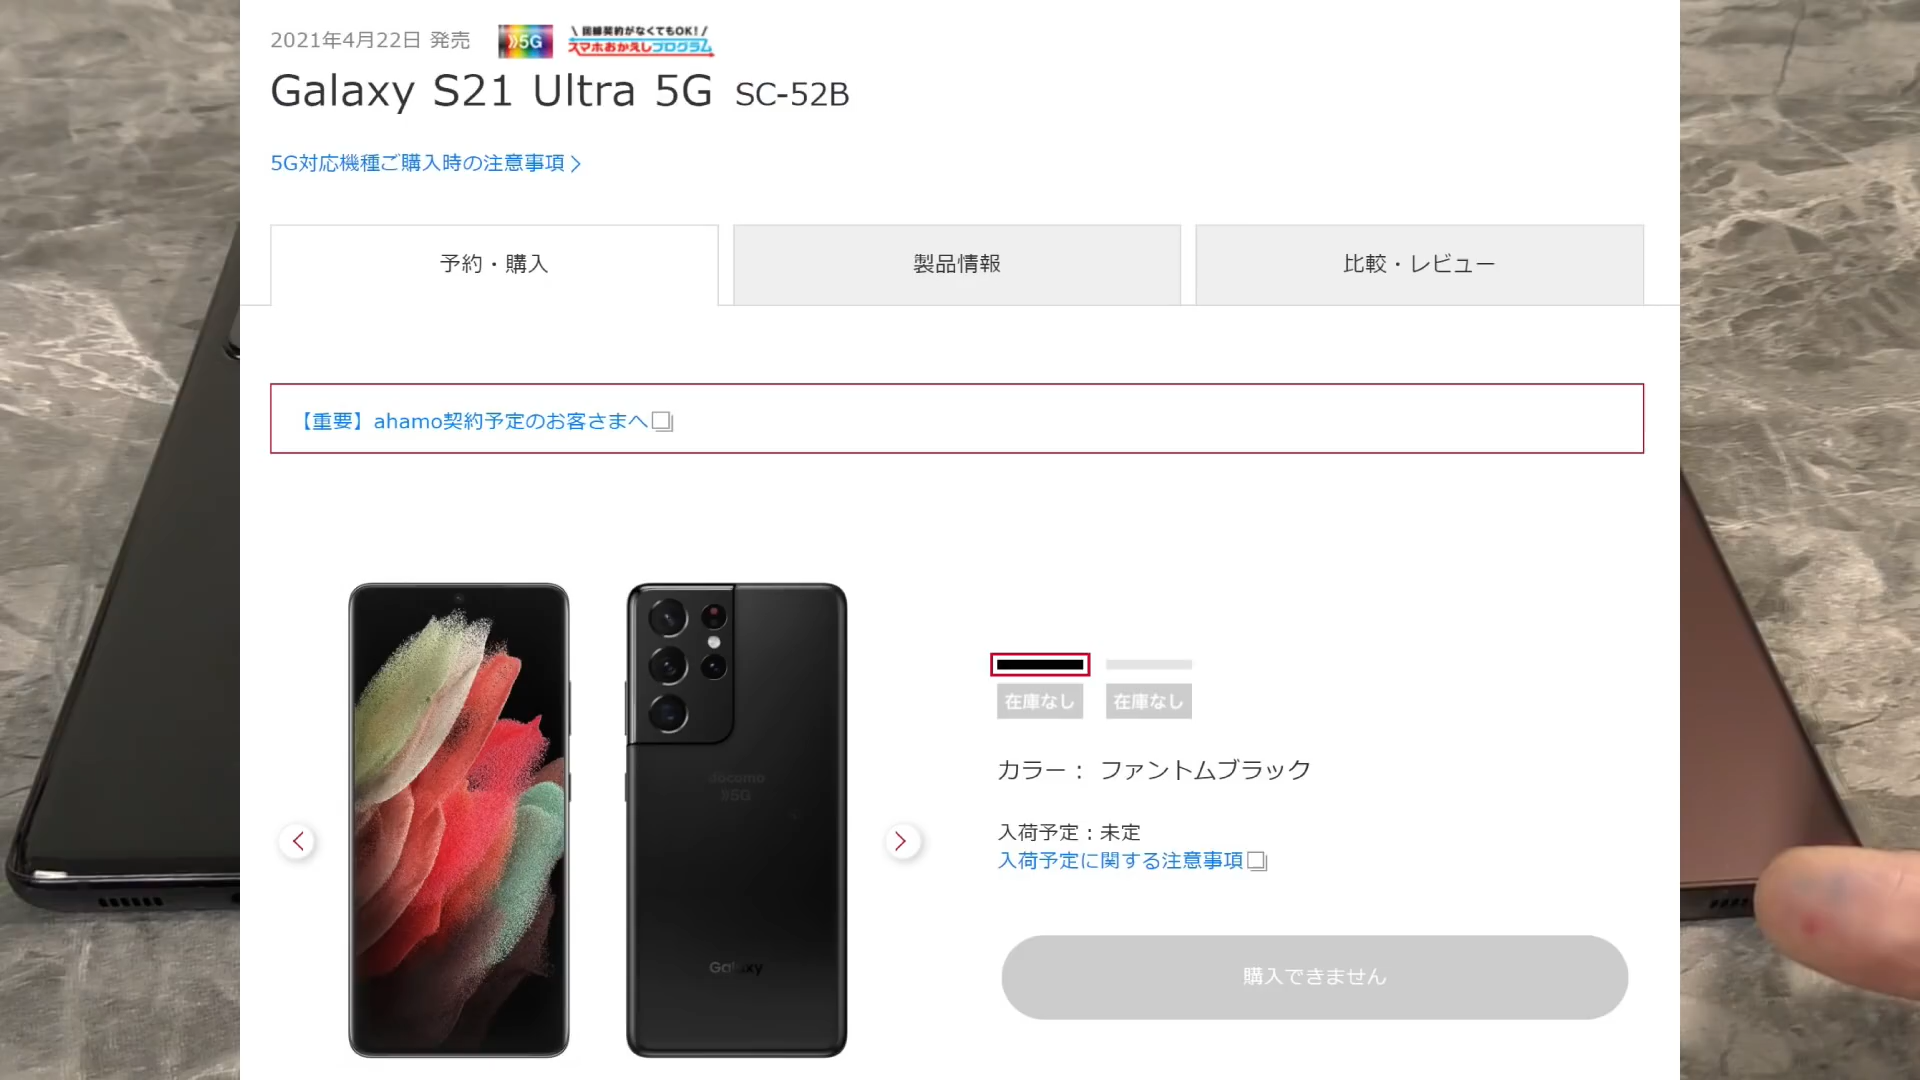 2021年4月22日 発売
5G
\ 回線契約がなくてもOK! /
スマホおかえしプログラム
Galaxy S21 Ultra 5G SC-52B
5G対応機種ご購入時の注意事項
予約・購入
製品情報
比較・レビュー
【重要】ahamo契約予定のお客さまへ
在庫なし
在庫なし
カラー： ファントムブラック
docomo
5G
入荷予定：未定
入荷予定に関する注意事項
Galaxy
購入できません